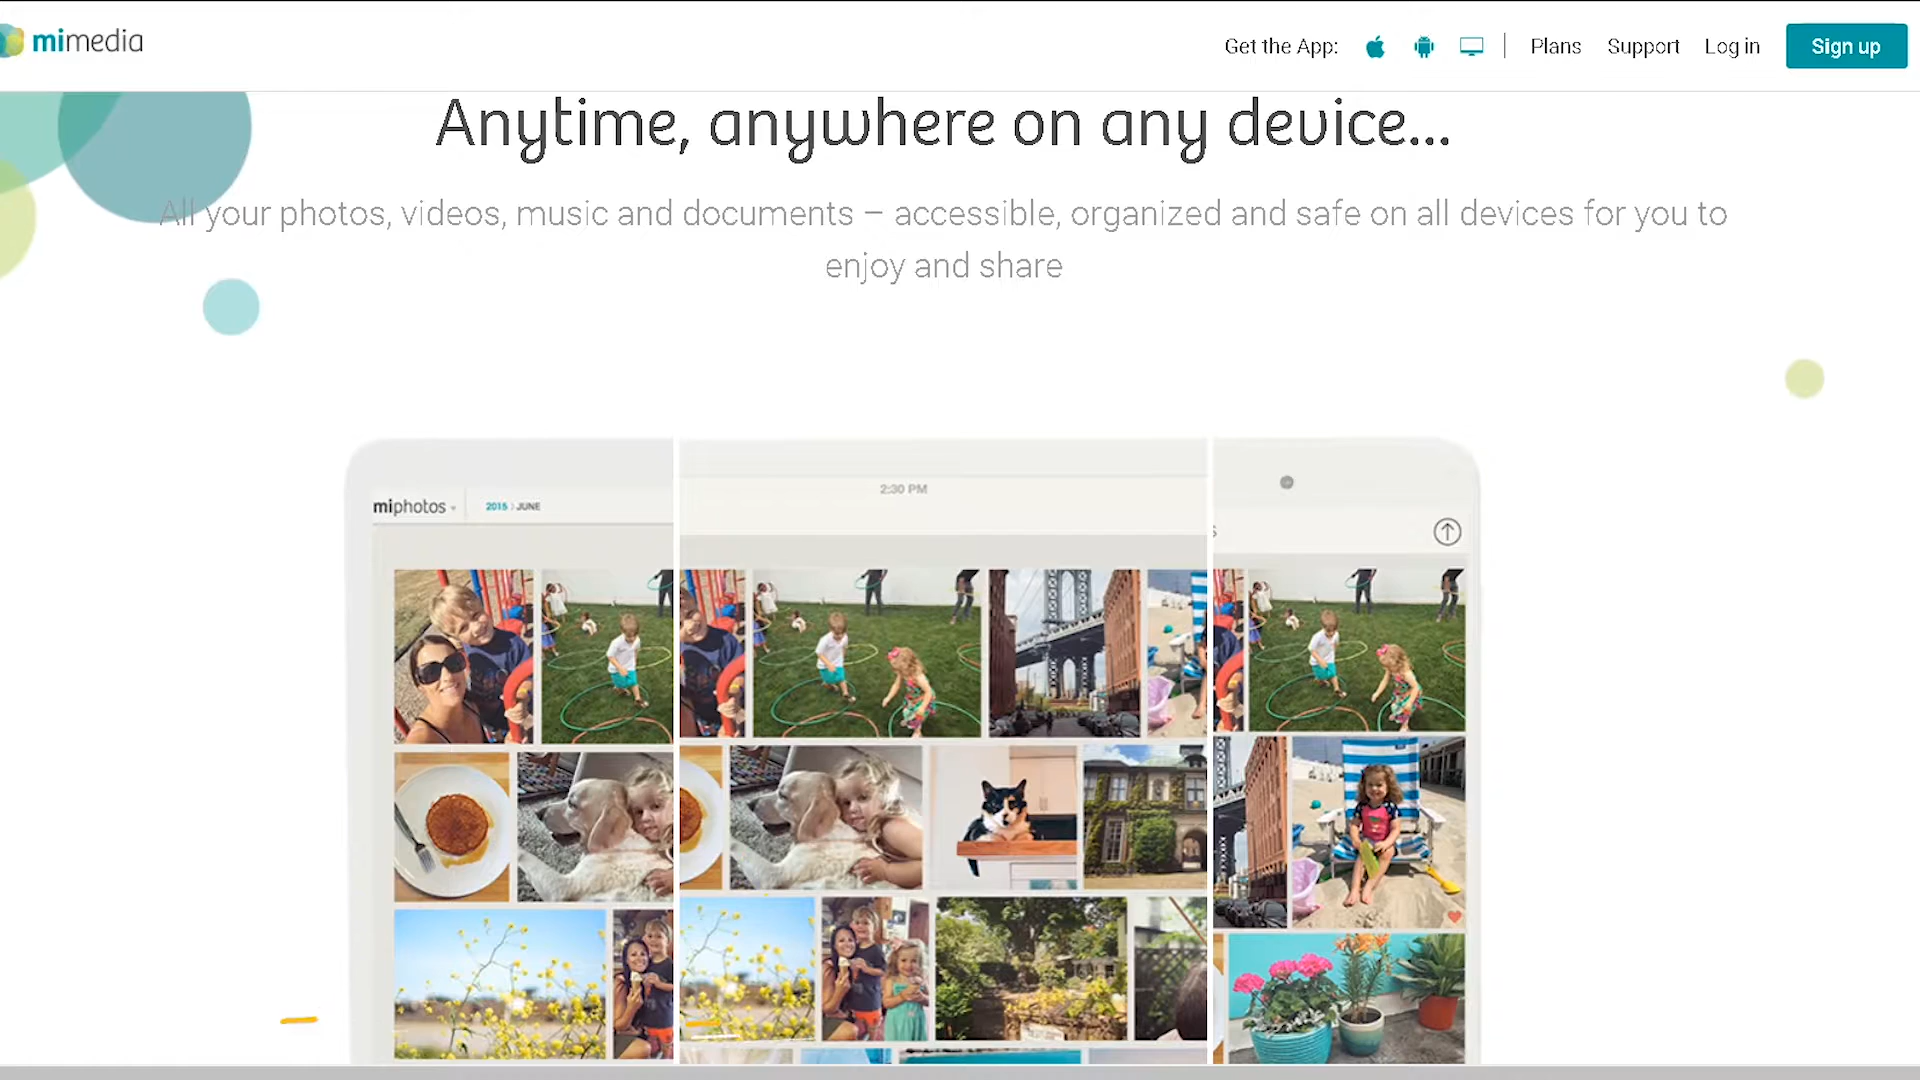 mimedia
Get the App:
Plans
Support
Log in
Sign up
Anytime, anywhere on any device...
All your photos, videos, music and documents – accessible, organized and safe on all devices for you to
enjoy and share
miphotos
2015 › JUNE
2:30 PM